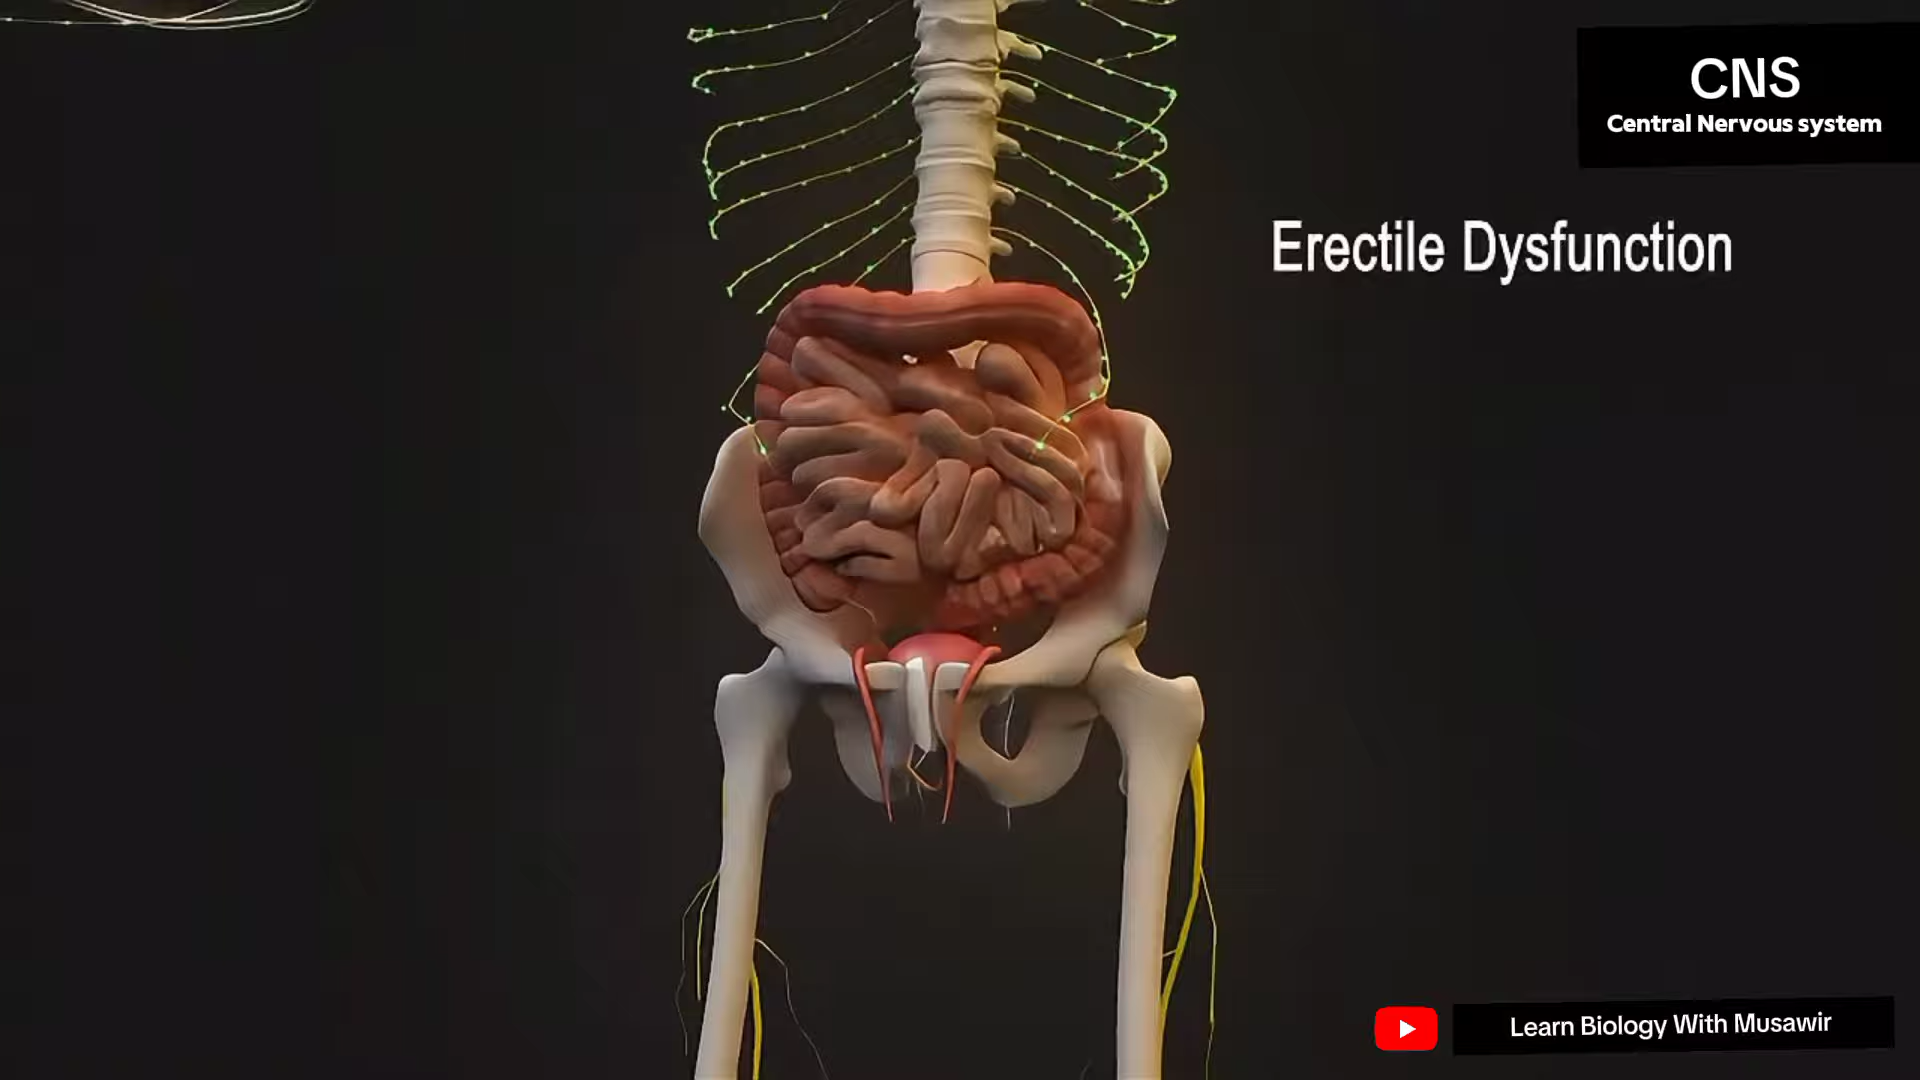 CNS
Central Nervous system
Erectile Dysfunction
Learn Biology With Musawir